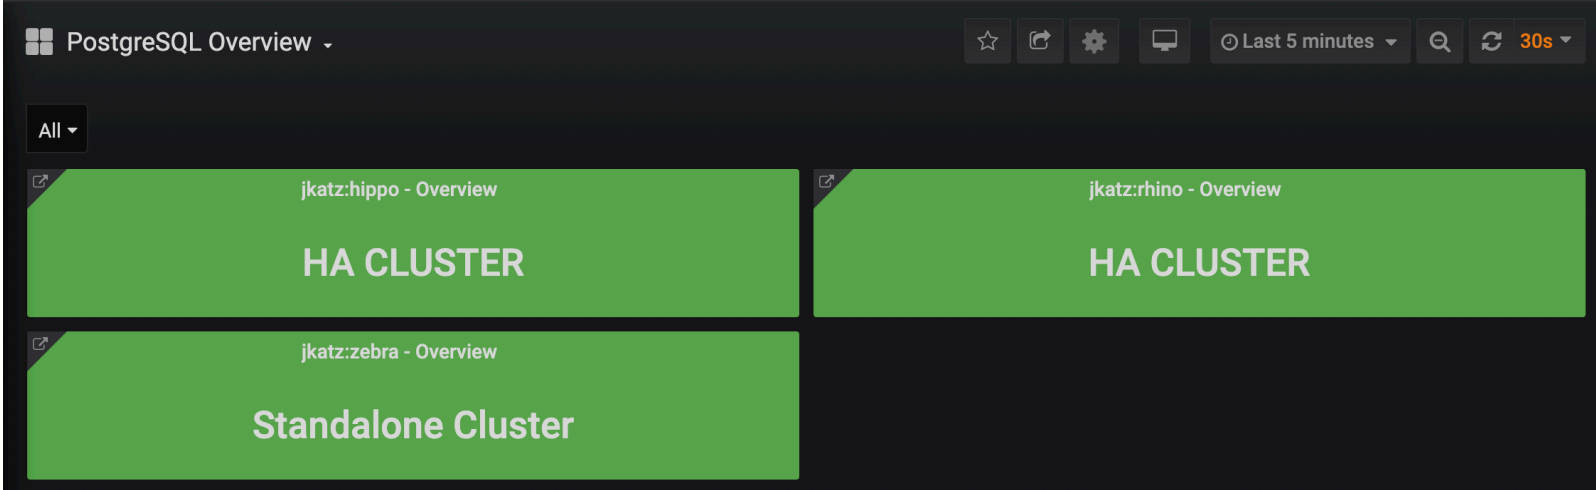 PostgreSQL Overview
Last 5 minutes
30s
All
jkatz:hippo - Overview
HA CLUSTER
jkatz:rhino - Overview
HA CLUSTER
jkatz:zebra - Overview
Standalone Cluster